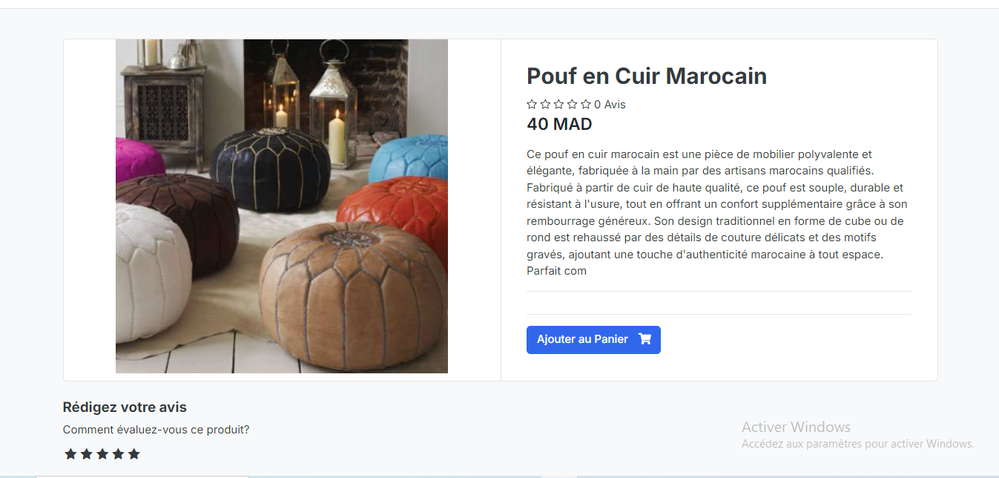 Pouf en Cuir Marocain
0 Avis
40 MAD
Ce pouf en cuir marocain est une pièce de mobilier polyvalente et
élégante, fabriquée à la main par des artisans marocains qualifiés.
Fabriqué à partir de cuir de haute qualité, ce pouf est souple, durable et
résistant à l'usure, tout en offrant un confort supplémentaire grâce à son
rembourrage généreux. Son design traditionnel en forme de cube ou de
rond est rehaussé par des détails de couture délicats et des motifs
gravés, ajoutant une touche d'authenticité marocaine à tout espace.
Parfait com
Ajouter au Panier
Rédigez votre avis
Comment évaluez-vous ce produit?
Activer Windows
Accédez aux paramètres pour activer Windows.